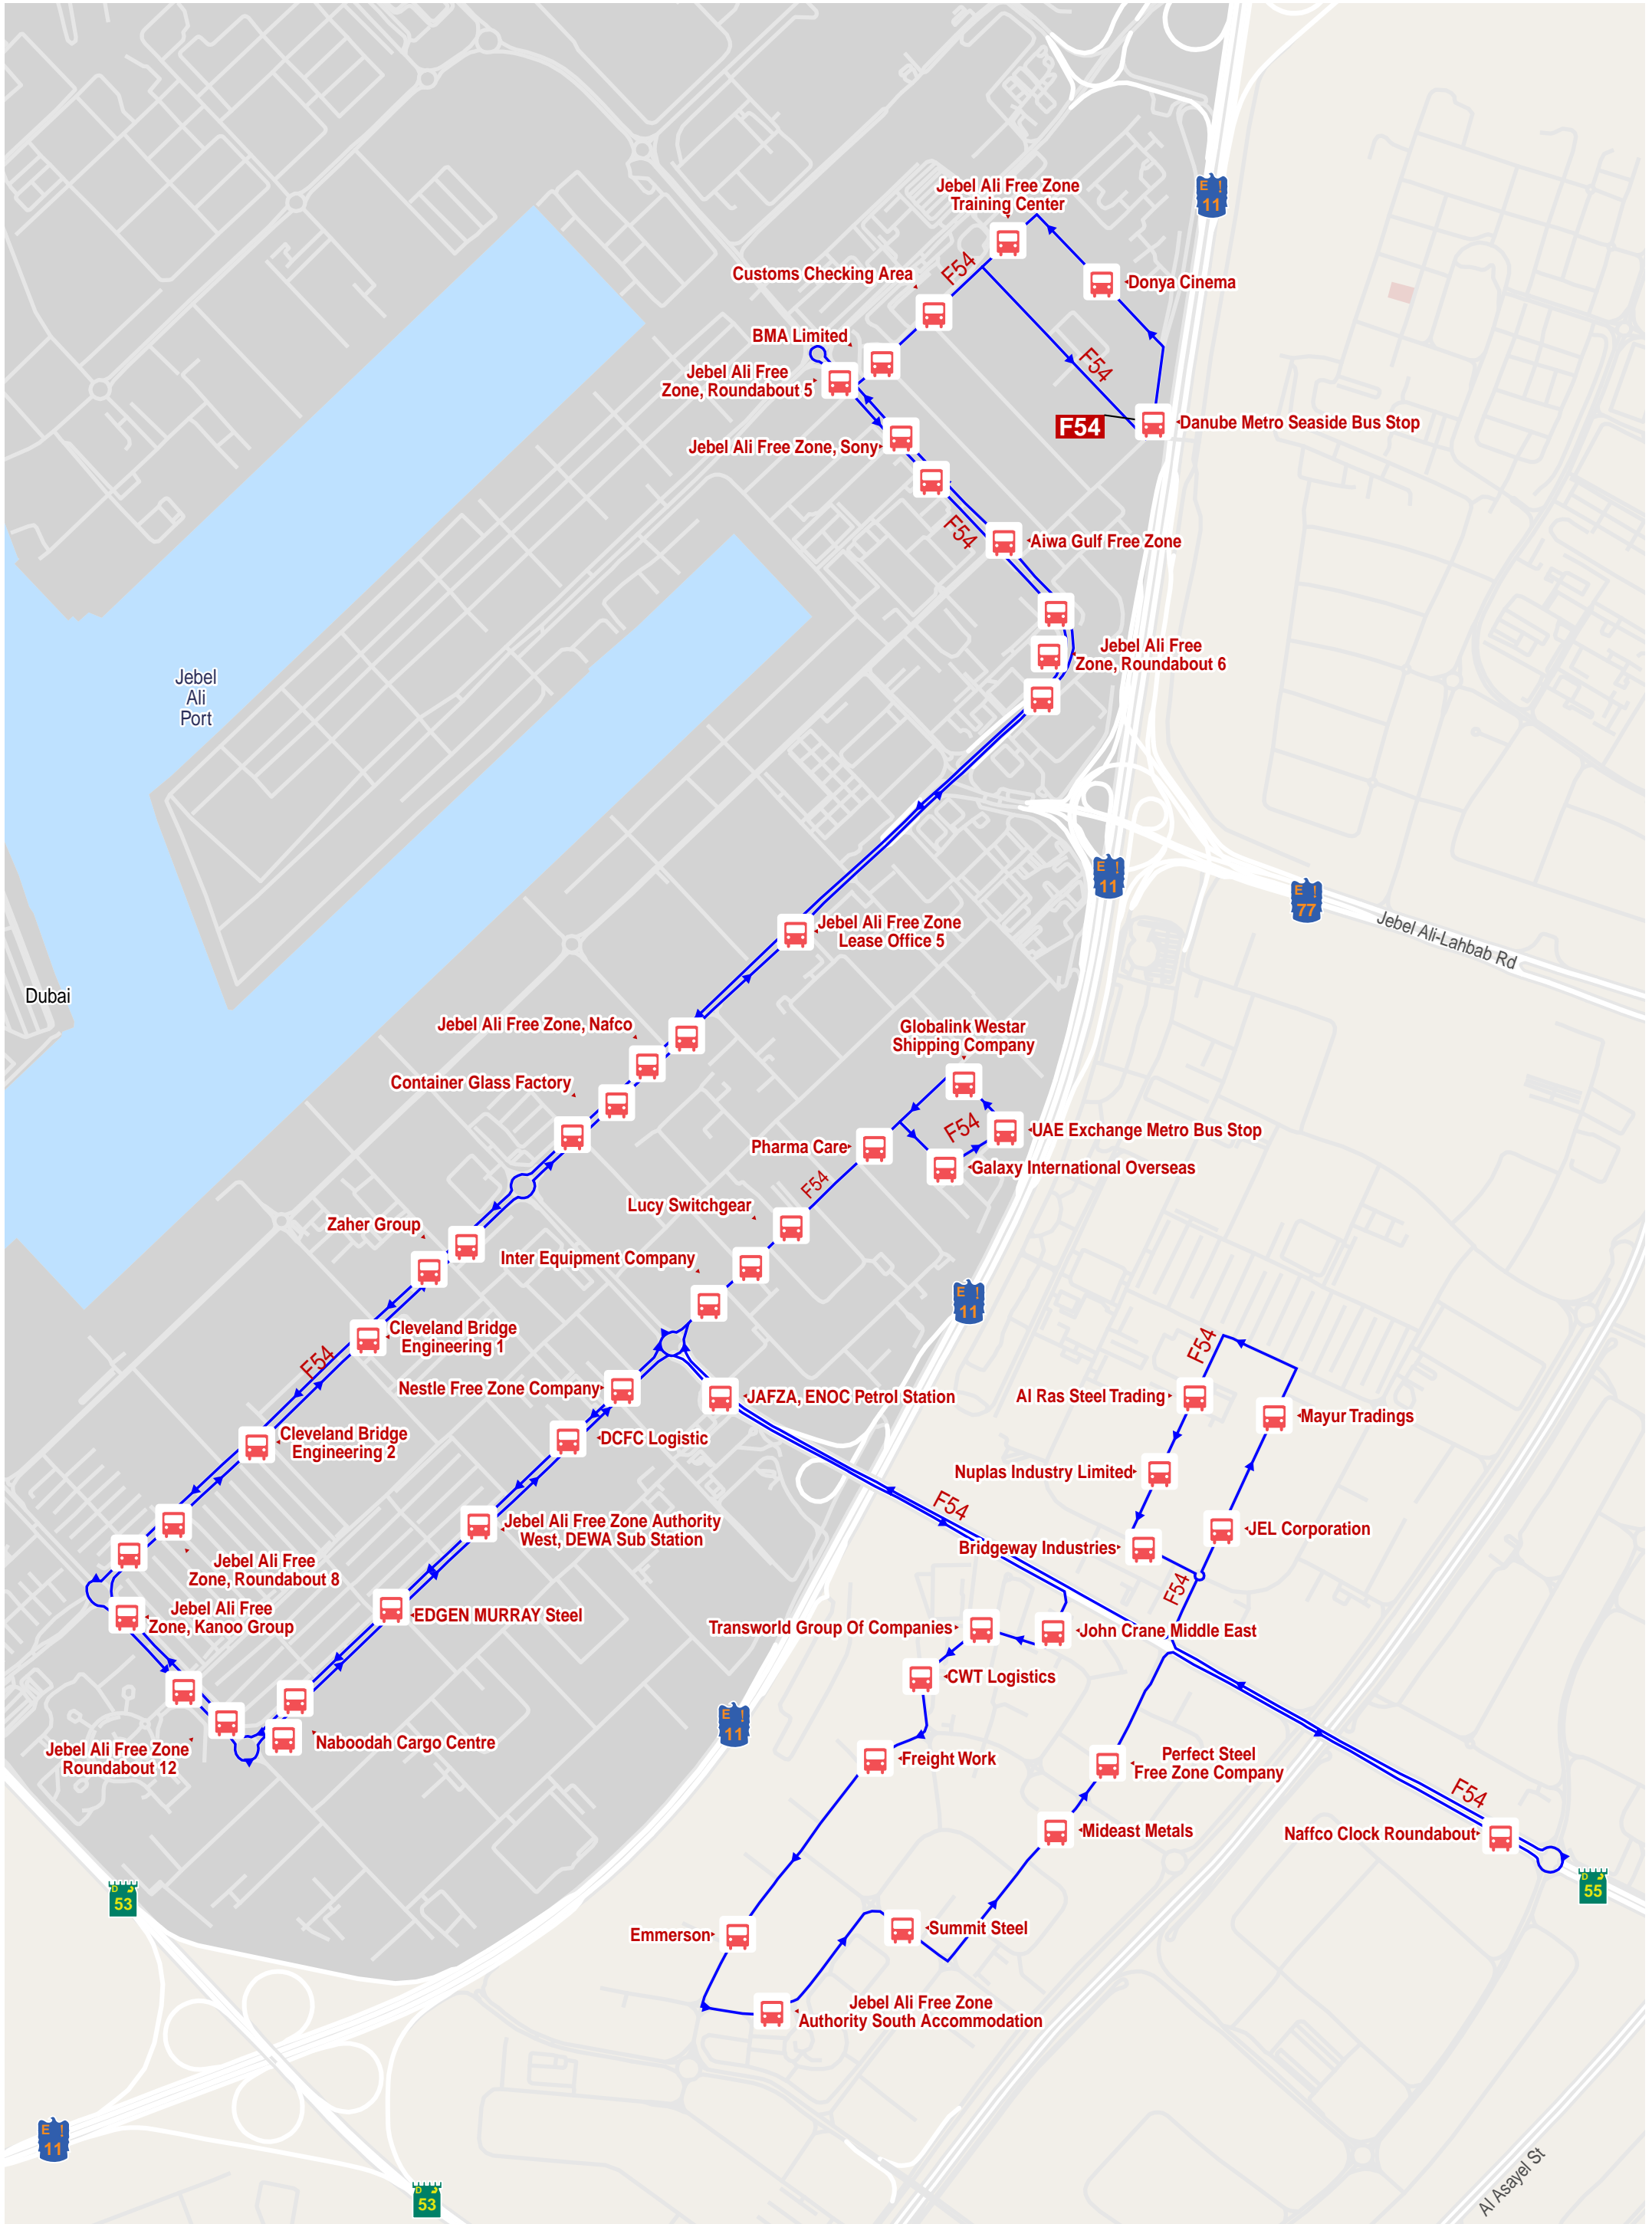 Jebel Ali Free Zone
Training Center
E
11
Customs Checking Area
F54
Donya Cinema
BMA Limited
Jebel Ali Free
Zone, Roundabout 5
F54
F54
Danube Metro Seaside Bus Stop
Jebel Ali Free Zone, Sony
F54
Aiwa Gulf Free Zone
Jebel Ali Free
Zone, Roundabout 6
Jebel
Ali
Port
E
11
E
77
Jebel Ali-Lahbab Rd
Jebel Ali Free Zone
Lease Office 5
Dubai
Jebel Ali Free Zone, Nafco
Globalink Westar
Shipping Company
Container Glass Factory
F54
UAE Exchange Metro Bus Stop
Pharma Care
Galaxy International Overseas
F54
Lucy Switchgear
Zaher Group
Inter Equipment Company
E
11
Cleveland Bridge
Engineering 1
F54
F54
Nestle Free Zone Company
JAFZA, ENOC Petrol Station
Al Ras Steel Trading
Mayur Tradings
Cleveland Bridge
Engineering 2
DCFC Logistic
Nuplas Industry Limited
F54
Jebel Ali Free Zone Authority
West, DEWA Sub Station
JEL Corporation
Bridgeway Industries
Jebel Ali Free
Zone, Roundabout 8
F54
Jebel Ali Free
Zone, Kanoo Group
EDGEN MURRAY Steel
Transworld Group Of Companies
John Crane Middle East
CWT Logistics
E
11
Naboodah Cargo Centre
Jebel Ali Free Zone
Roundabout 12
Freight Work
Perfect Steel
Free Zone Company
F54
Mideast Metals
Naffco Clock Roundabout
D
53
D
55
Emmerson
Summit Steel
Jebel Ali Free Zone
Authority South Accommodation
E
11
D
53
Al Asayel St